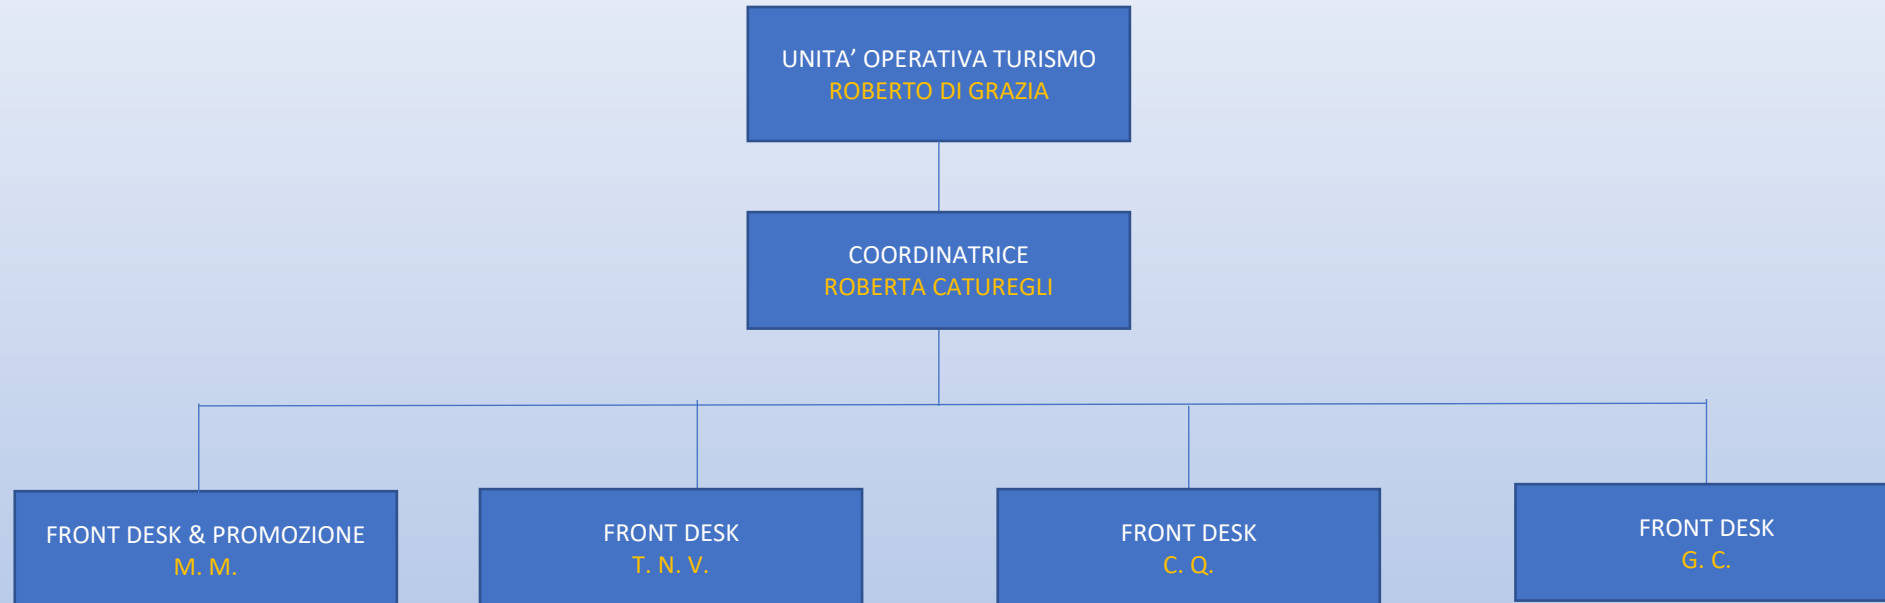 UNITA’ OPERATIVA TURISMO
ROBERTO DI GRAZIA
COORDINATRICE
ROBERTA CATUREGLI
FRONT DESK & PROMOZIONE
M. M.
FRONT DESK
T. N. V.
FRONT DESK
C. Q.
FRONT DESK
G. C.